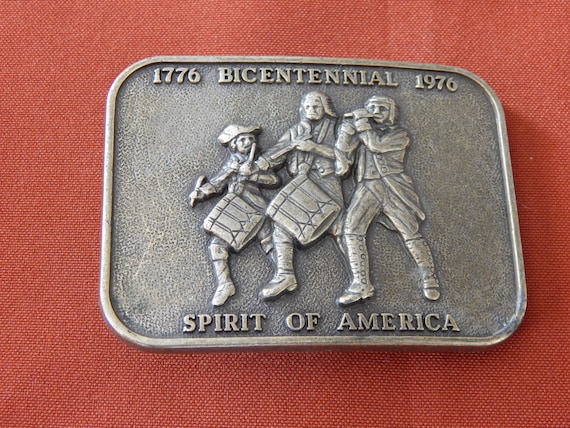 1776 BICENTENNIAL 1976
SPIRIT OF AMERICA